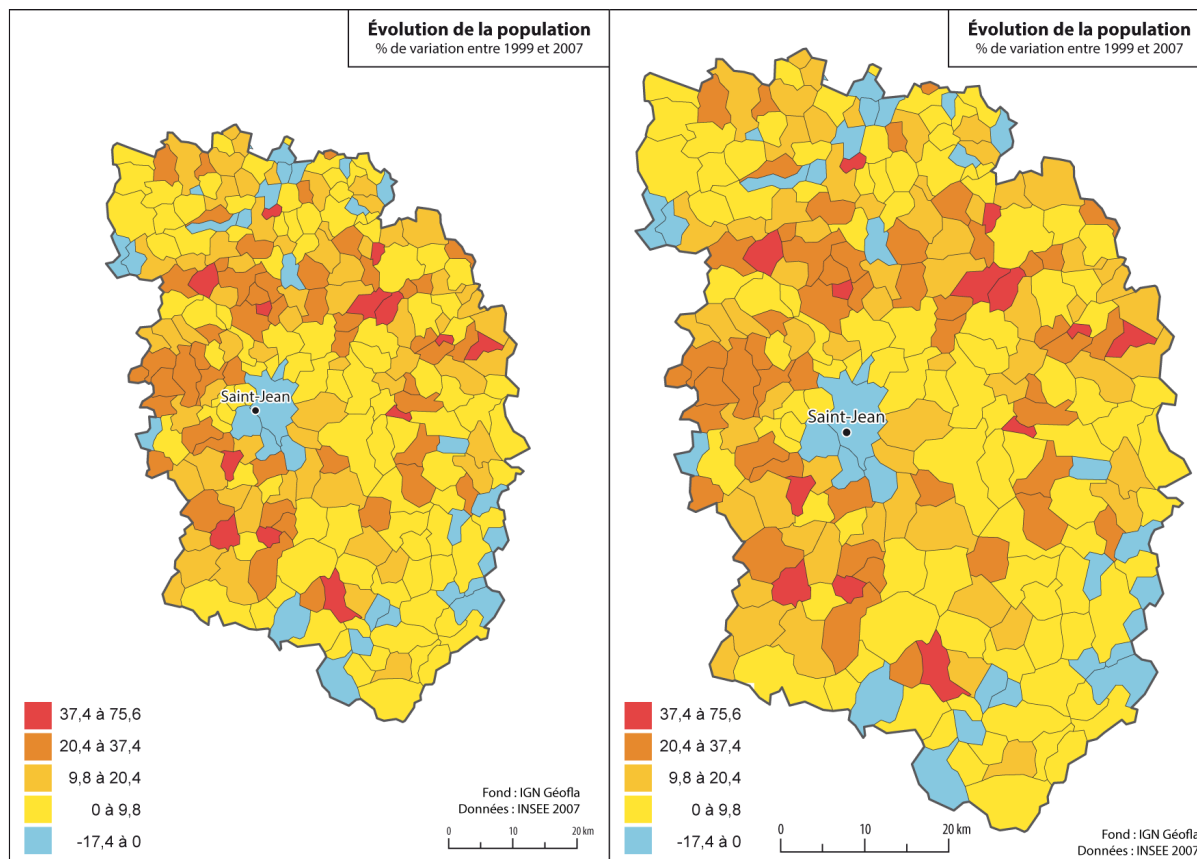 Évolution de la population
% de variation entre 1999 et 2007
Saint-Jean
37,4 à 75,6
20,4 à 37,4
9,8 à 20,4
0 à 9,8
-17,4 à 0
Fond : IGN Géofla
Données : INSEE 2007
0 10 20 km
Évolution de la population
% de variation entre 1999 et 2007
Saint-Jean
37,4 à 75,6
20,4 à 37,4
9,8 à 20,4
0 à 9,8
-17,4 à 0
0 10 20 km
Fond : IGN Géofla
Données : INSEE 2007